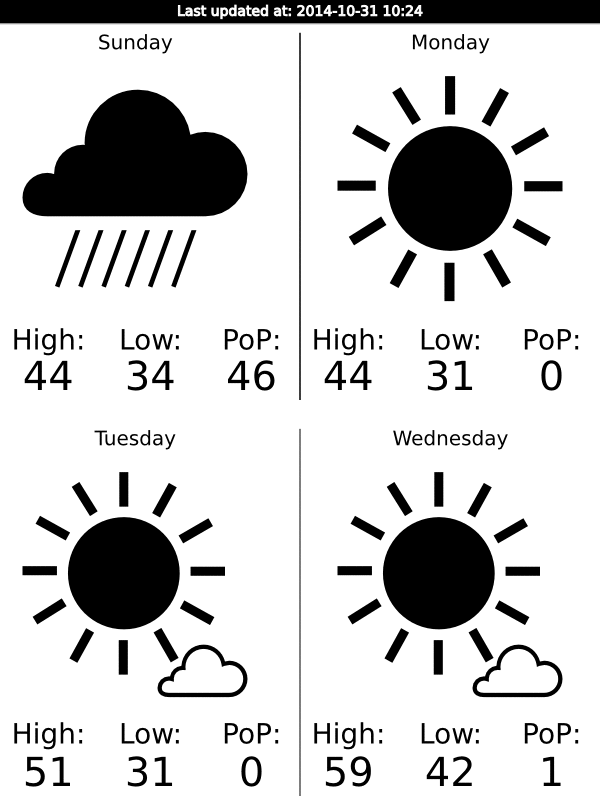 Last updated at: 2014-10-31 10:24
Sunday
High: Low: PoP:
44 34 46
Monday
High: Low: PoP:
44 31 0
Tuesday
High: Low: PoP:
51 31 0
Wednesday
High: Low: PoP:
59 42 1